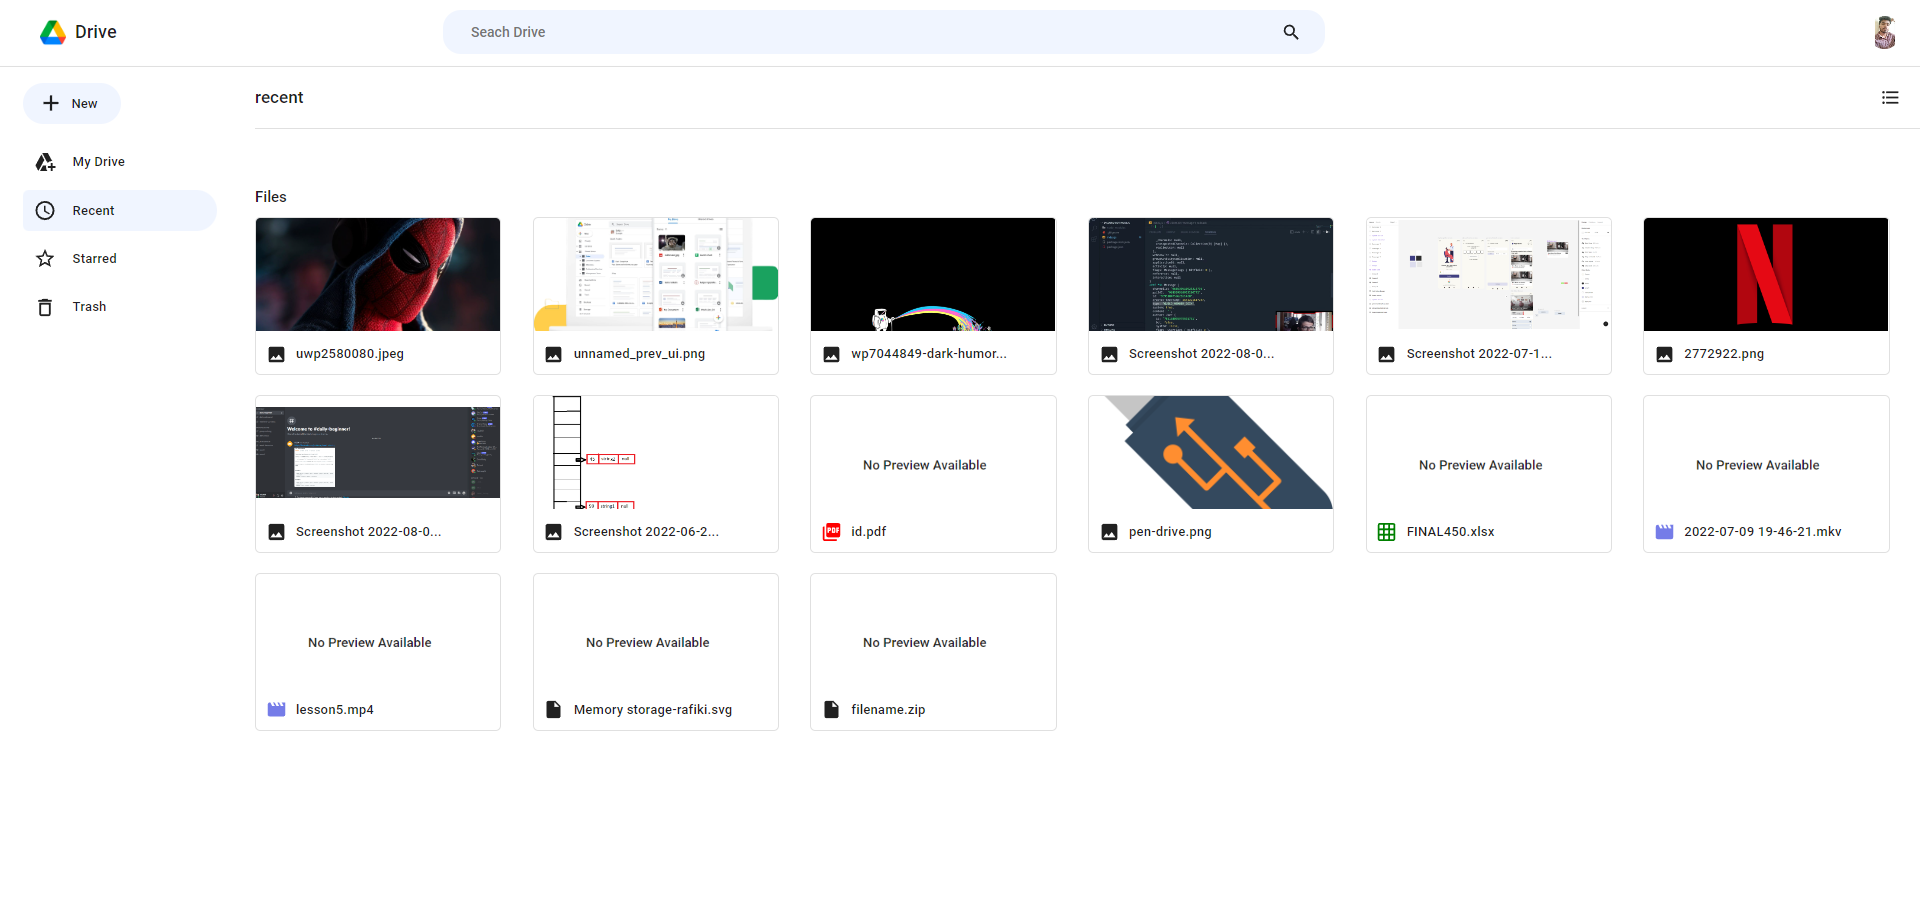 Drive
Seach Drive
New
recent
My Drive
Recent
Starred
Trash
Files
uwp2580080.jpeg
unnamed_prev_ui.png
wp7044849-dark-humor...
Screenshot 2022-08-0...
Screenshot 2022-07-1...
2772922.png
Welcome to #daily-beginner!
Screenshot 2022-08-0...
Screenshot 2022-06-2...
No Preview Available
id.pdf
pen-drive.png
No Preview Available
FINAL450.xlsx
No Preview Available
2022-07-09 19-46-21.mkv
No Preview Available
lesson5.mp4
No Preview Available
Memory storage-rafiki.svg
No Preview Available
filename.zip